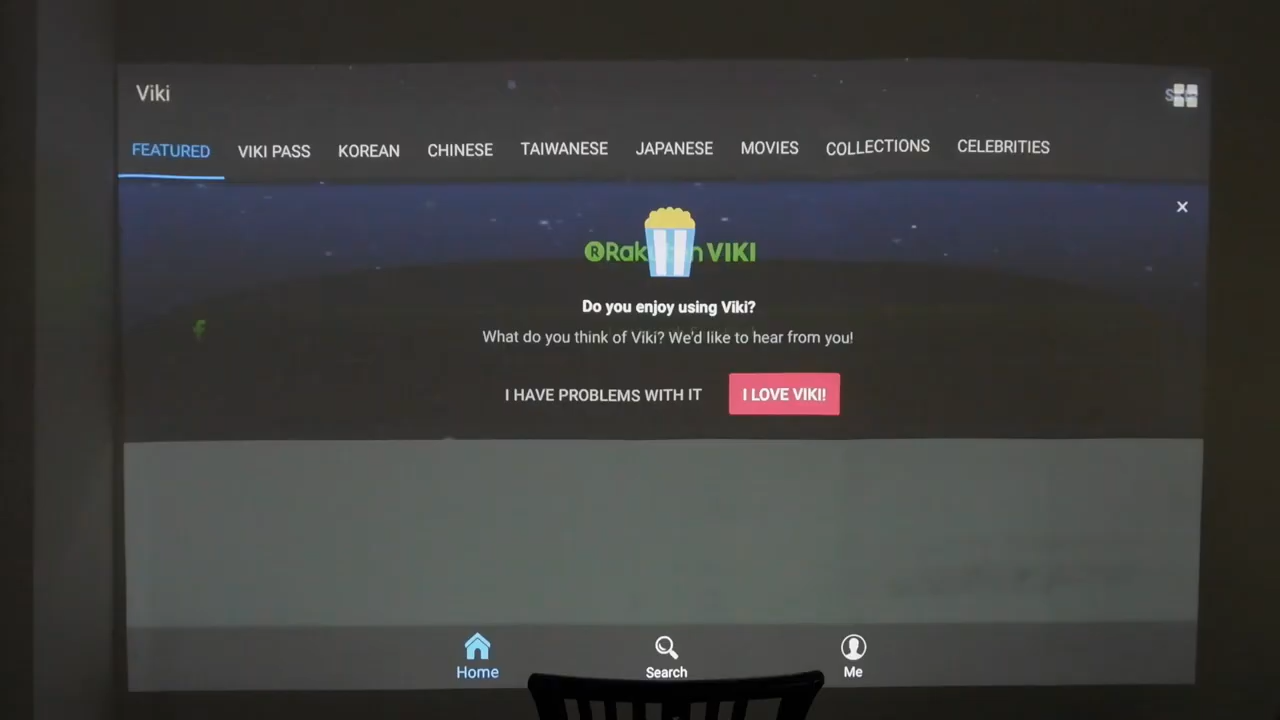 Viki
FEATURED VIKI PASS KOREAN CHINESE TAIWANESE JAPANESE MOVIES COLLECTIONS CELEBRITIES
Rakuten VIKI
Do you enjoy using Viki?
What do you think of Viki? We'd like to hear from you!
I HAVE PROBLEMS WITH IT I LOVE VIKI!
Home Search Me